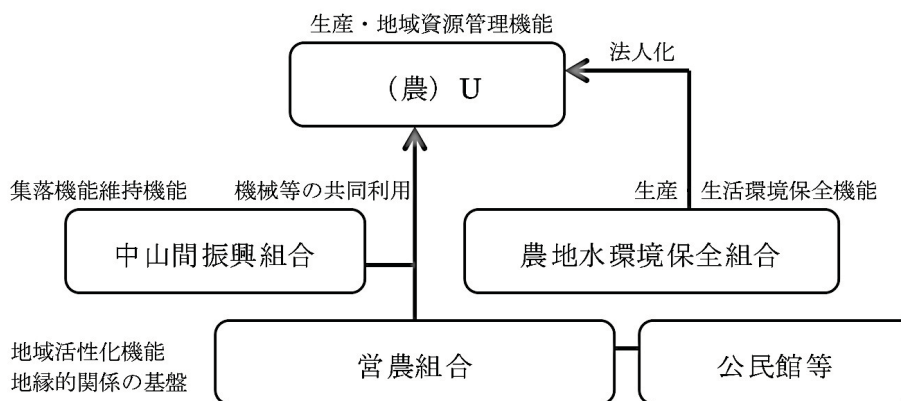 生産・地域資源管理機能
法人化
（農）U
集落機能維持機能
機械等の共同利用
生産・生活環境保全機能
中山間振興組合
農地水環境保全組合
地域活性化機能
地縁的関係の基盤
営農組合
公民館等